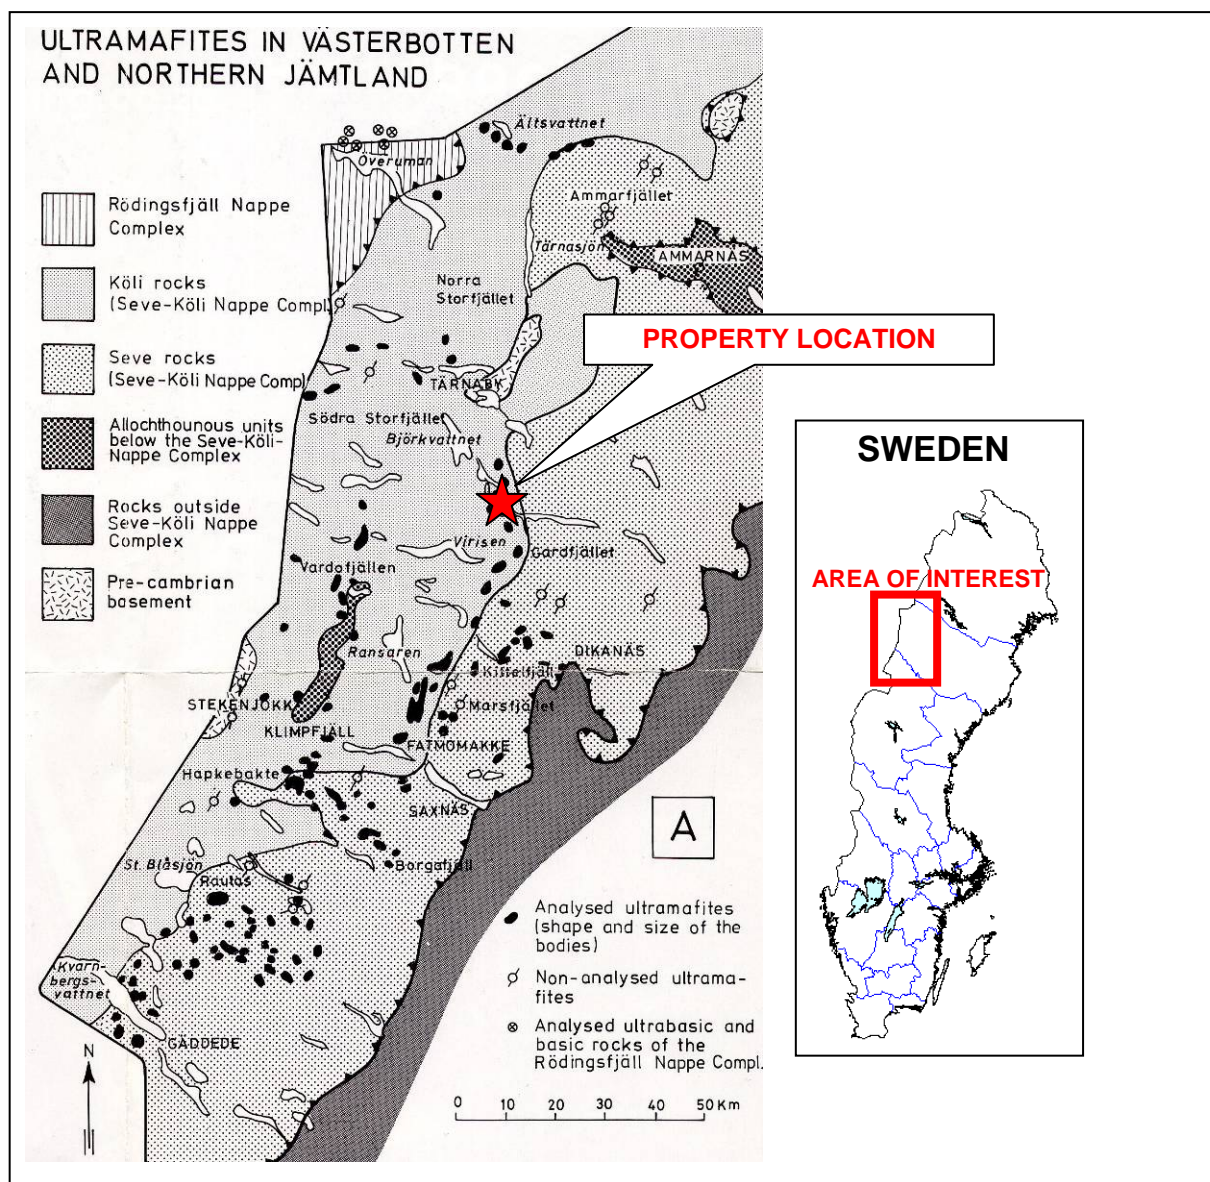 ULTRAMAFITES IN VÄSTERBOTTEN
AND NORTHERN JÄMTLAND
Ältsvattnet
Överuman
Rödingsfjäll Nappe
Complex
Ammarfjället
Tärnasjön
AMMARNÄS
Köli rocks
(Seve-Köli Nappe Compl.)
Norra
Storfjället
PROPERTY LOCATION
Seve rocks
(Seve-Köli Nappe Compl)
TÄRNABY
Södra Storfjället
Björkvattnet
Allochthounous units
below the Seve-Köli-
Nappe Complex
Rocks outside
Seve-Köli Nappe
Complex
Virisen
Gardfjället
Vardofjällen
Pre-cambrian
basement
Ransaren
DIKANÄS
Kittelfjäll
STEKENJOKK
Marsfjället
KLIMPFJÄLL
FATMOMAKKE
Hapkebakte
SAXNÄS
A
St. Blåsjön
Borgafjäll
Rautas
Analysed ultramafites
(shape and size of the
bodies)
Kvarn-
bergs-
vattnet
Non-analysed ultrama-
fites
GÄDDEDE
Analysed ultrabasic and
basic rocks of the
Rödingsfjäll Nappe Compl.
N
0 10 20 30 40 50 Km
SWEDEN
AREA OF INTEREST